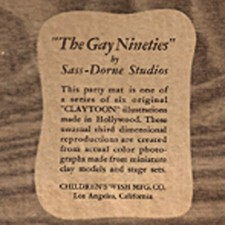 "The Gay Nineties"
by
Sass-Dorne Studios
This party mat is one of
a series of six original
"CLAYTOON" illustrations
made in Hollywood. These
unusual third dimensional
reproductions are created
from actual color photo-
graphs made from miniature
clay models and stage sets.
CHILDREN'S WISH MFG. CO.
Los Angeles, California